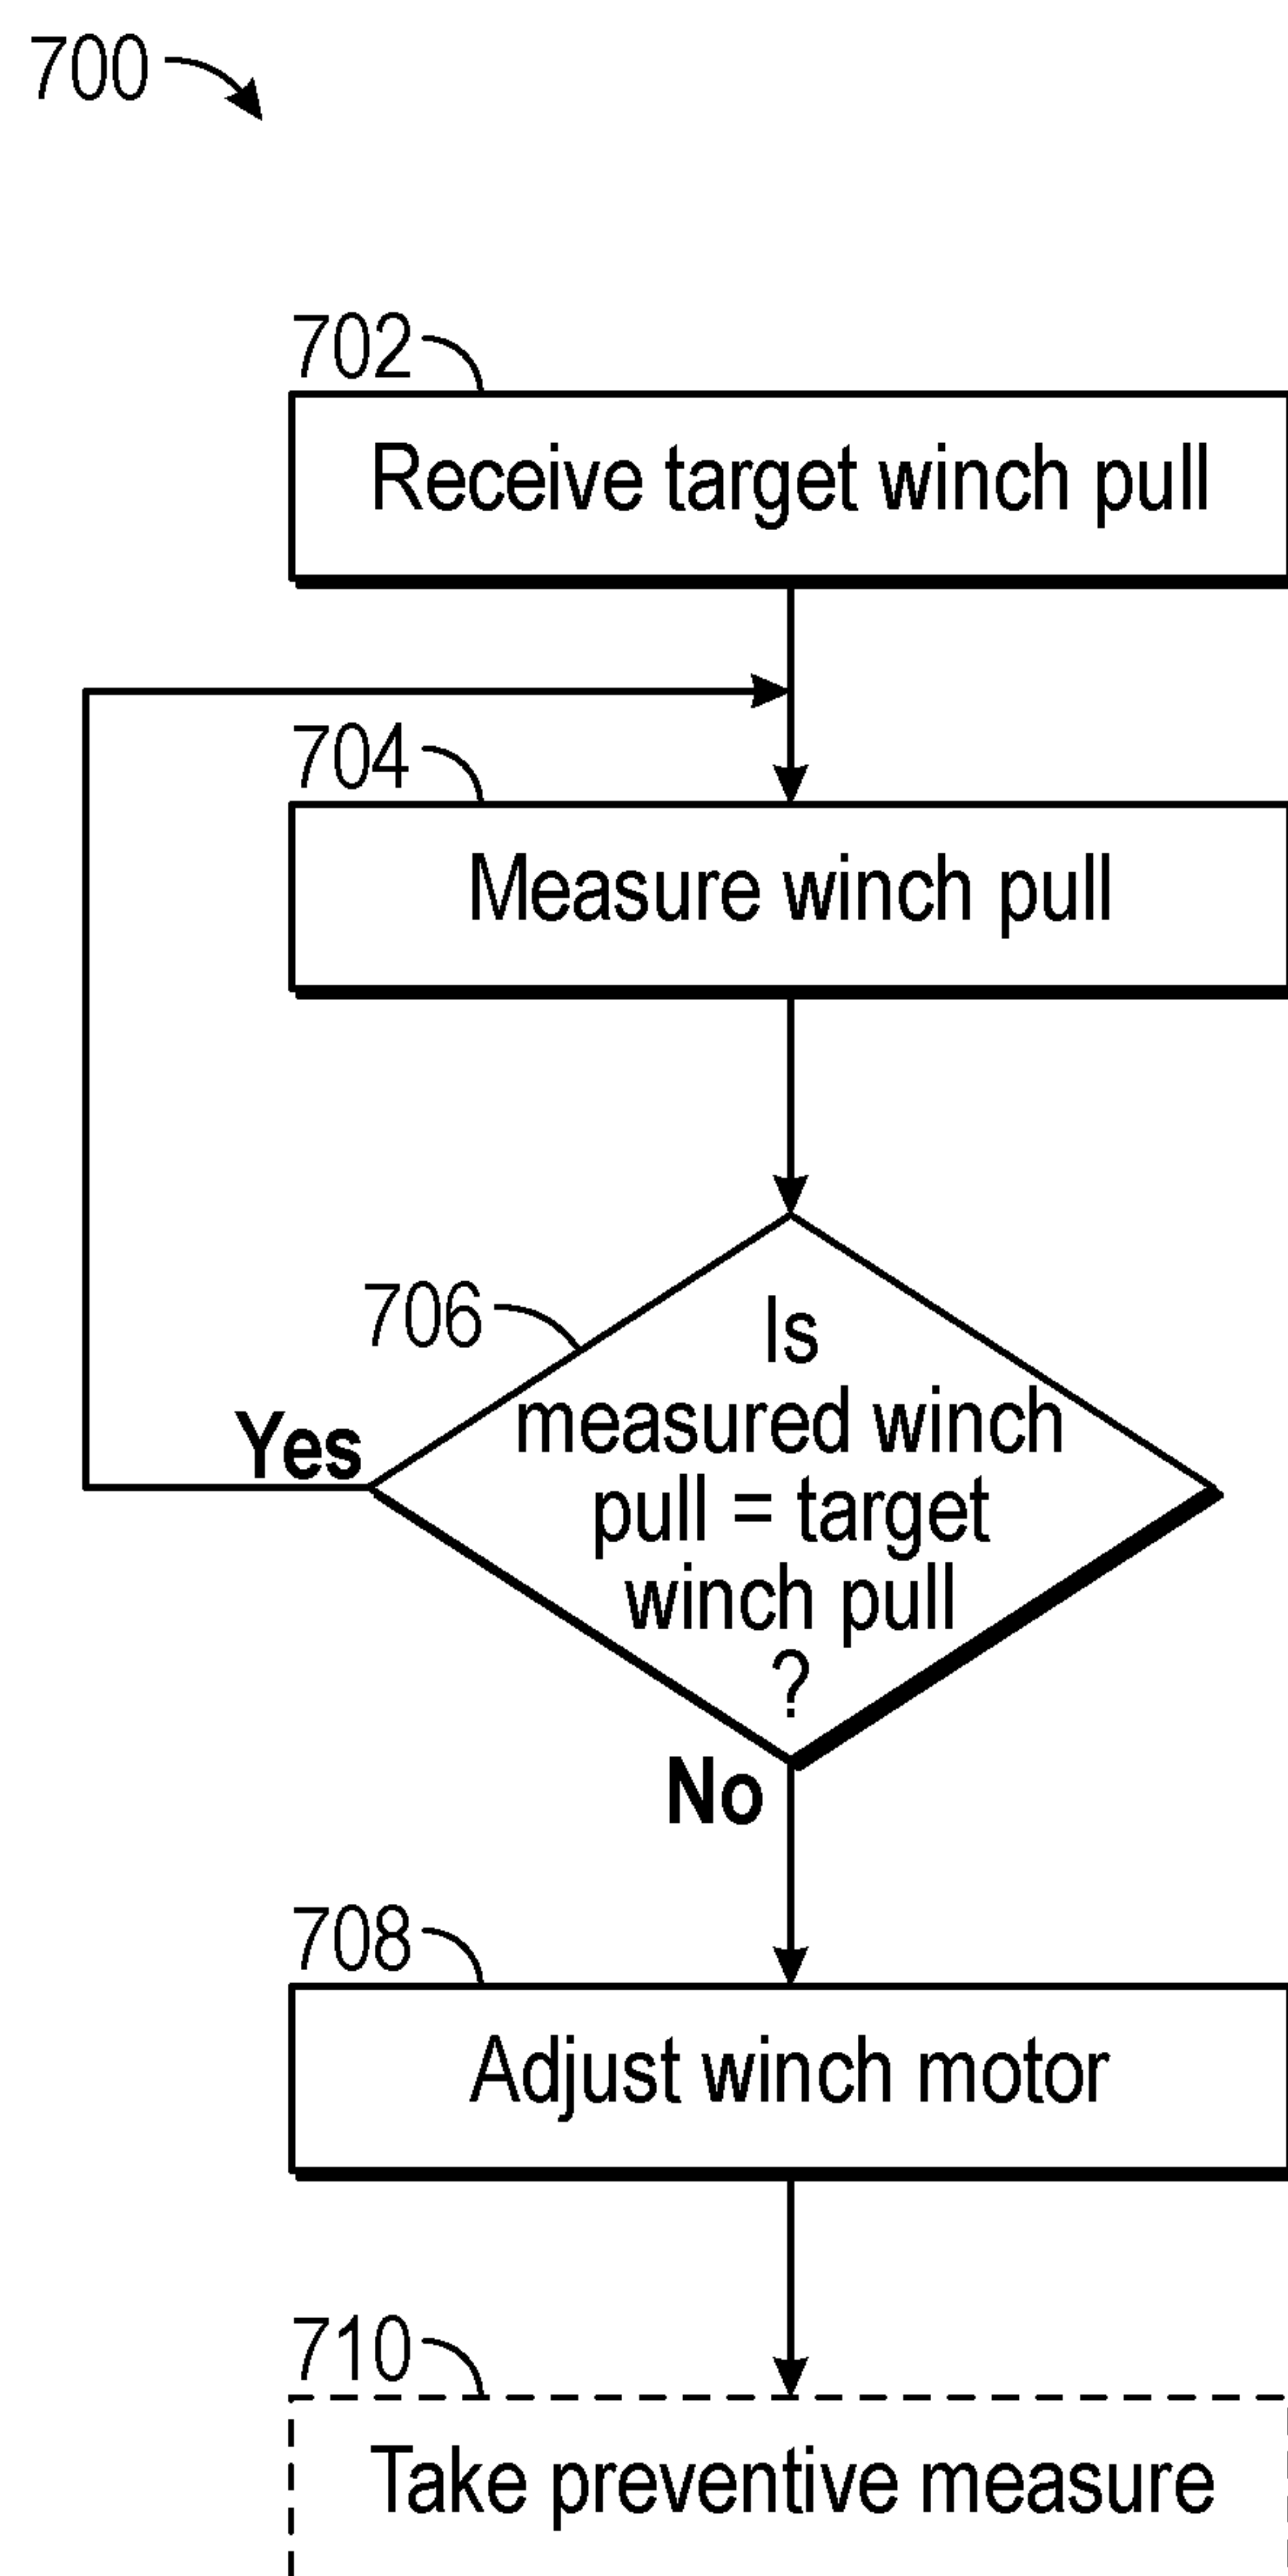 700
702
Receive target winch pull
704
Measure winch pull
706
Is
measured winch
pull = target
winch pull
?
Yes
No
708
Adjust winch motor
710
Take preventive measure